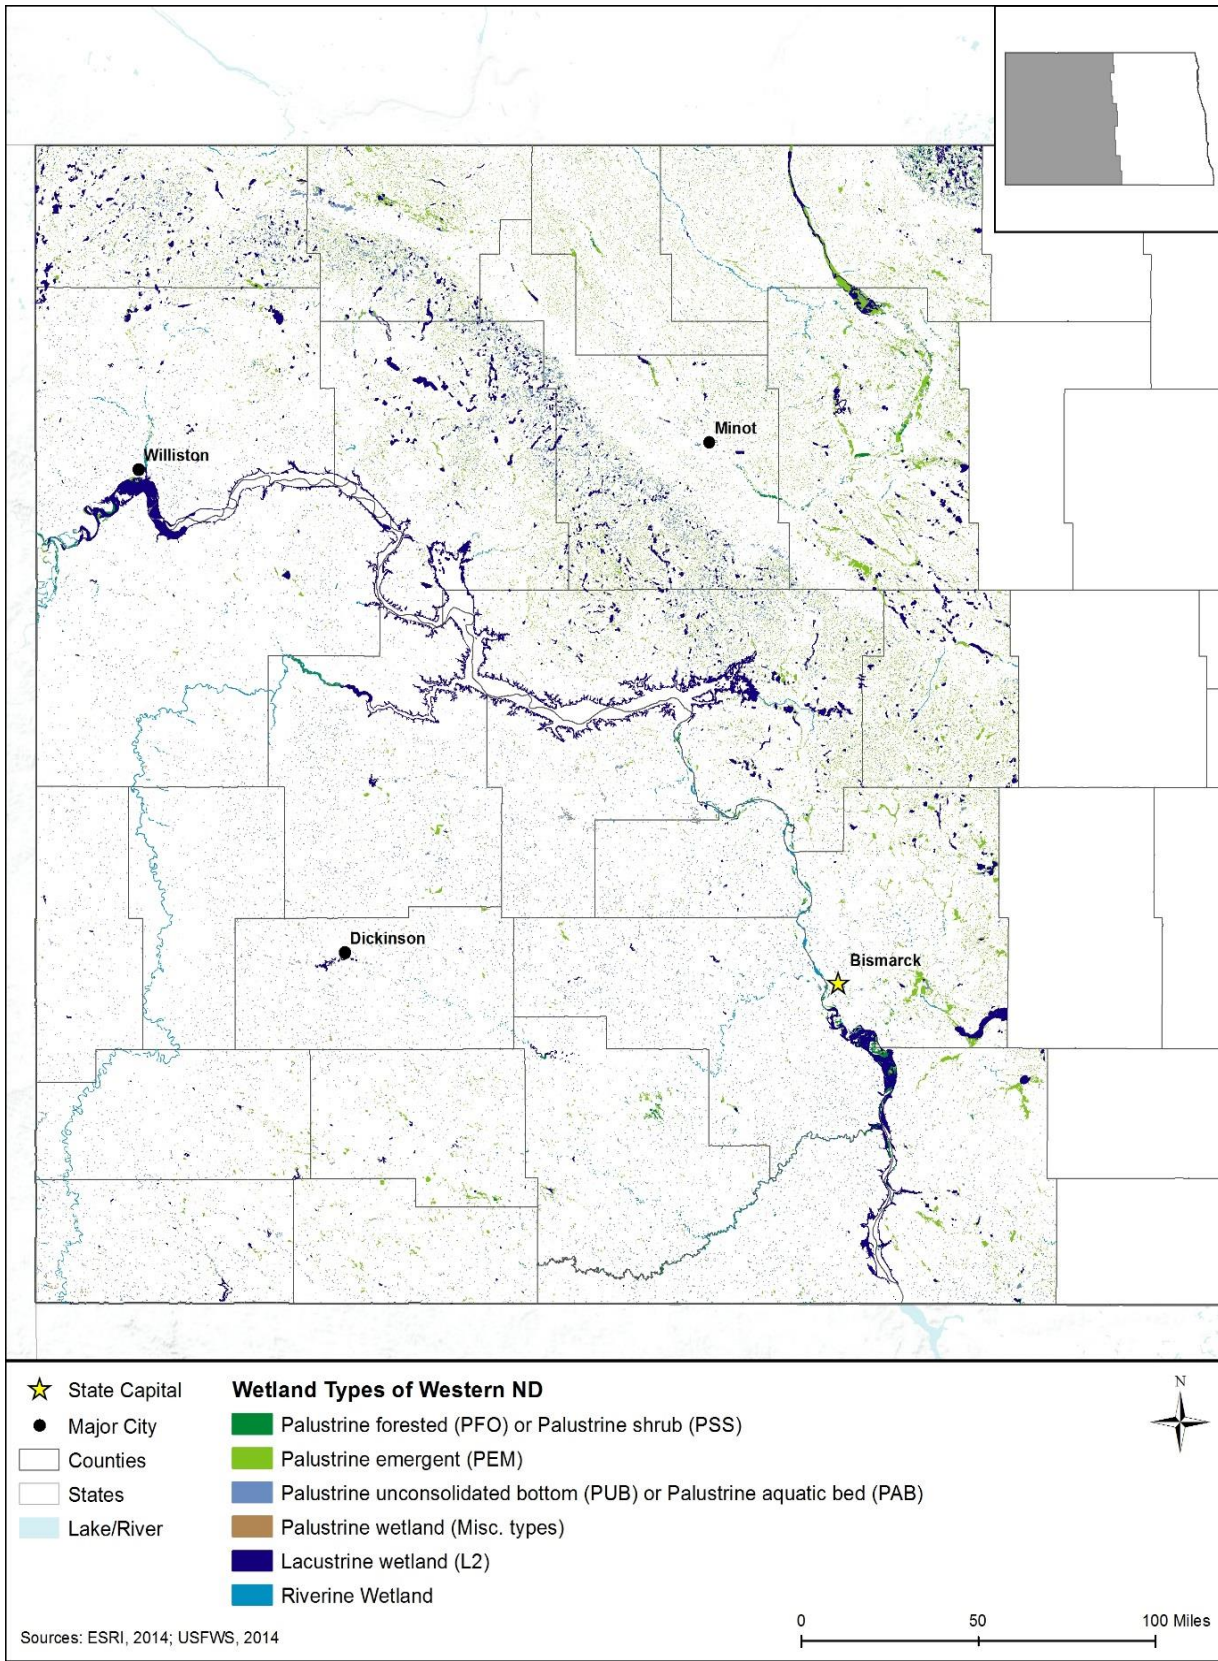 Minot
Williston
Dickinson
Bismarck
State Capital
Major City
Counties
States
Lake/River
Wetland Types of Western ND
Palustrine forested (PFO) or Palustrine shrub (PSS)
Palustrine emergent (PEM)
Palustrine unconsolidated bottom (PUB) or Palustrine aquatic bed (PAB)
Palustrine wetland (Misc. types)
Lacustrine wetland (L2)
Riverine Wetland
N
0 50 100 Miles
Sources: ESRI, 2014; USFWS, 2014